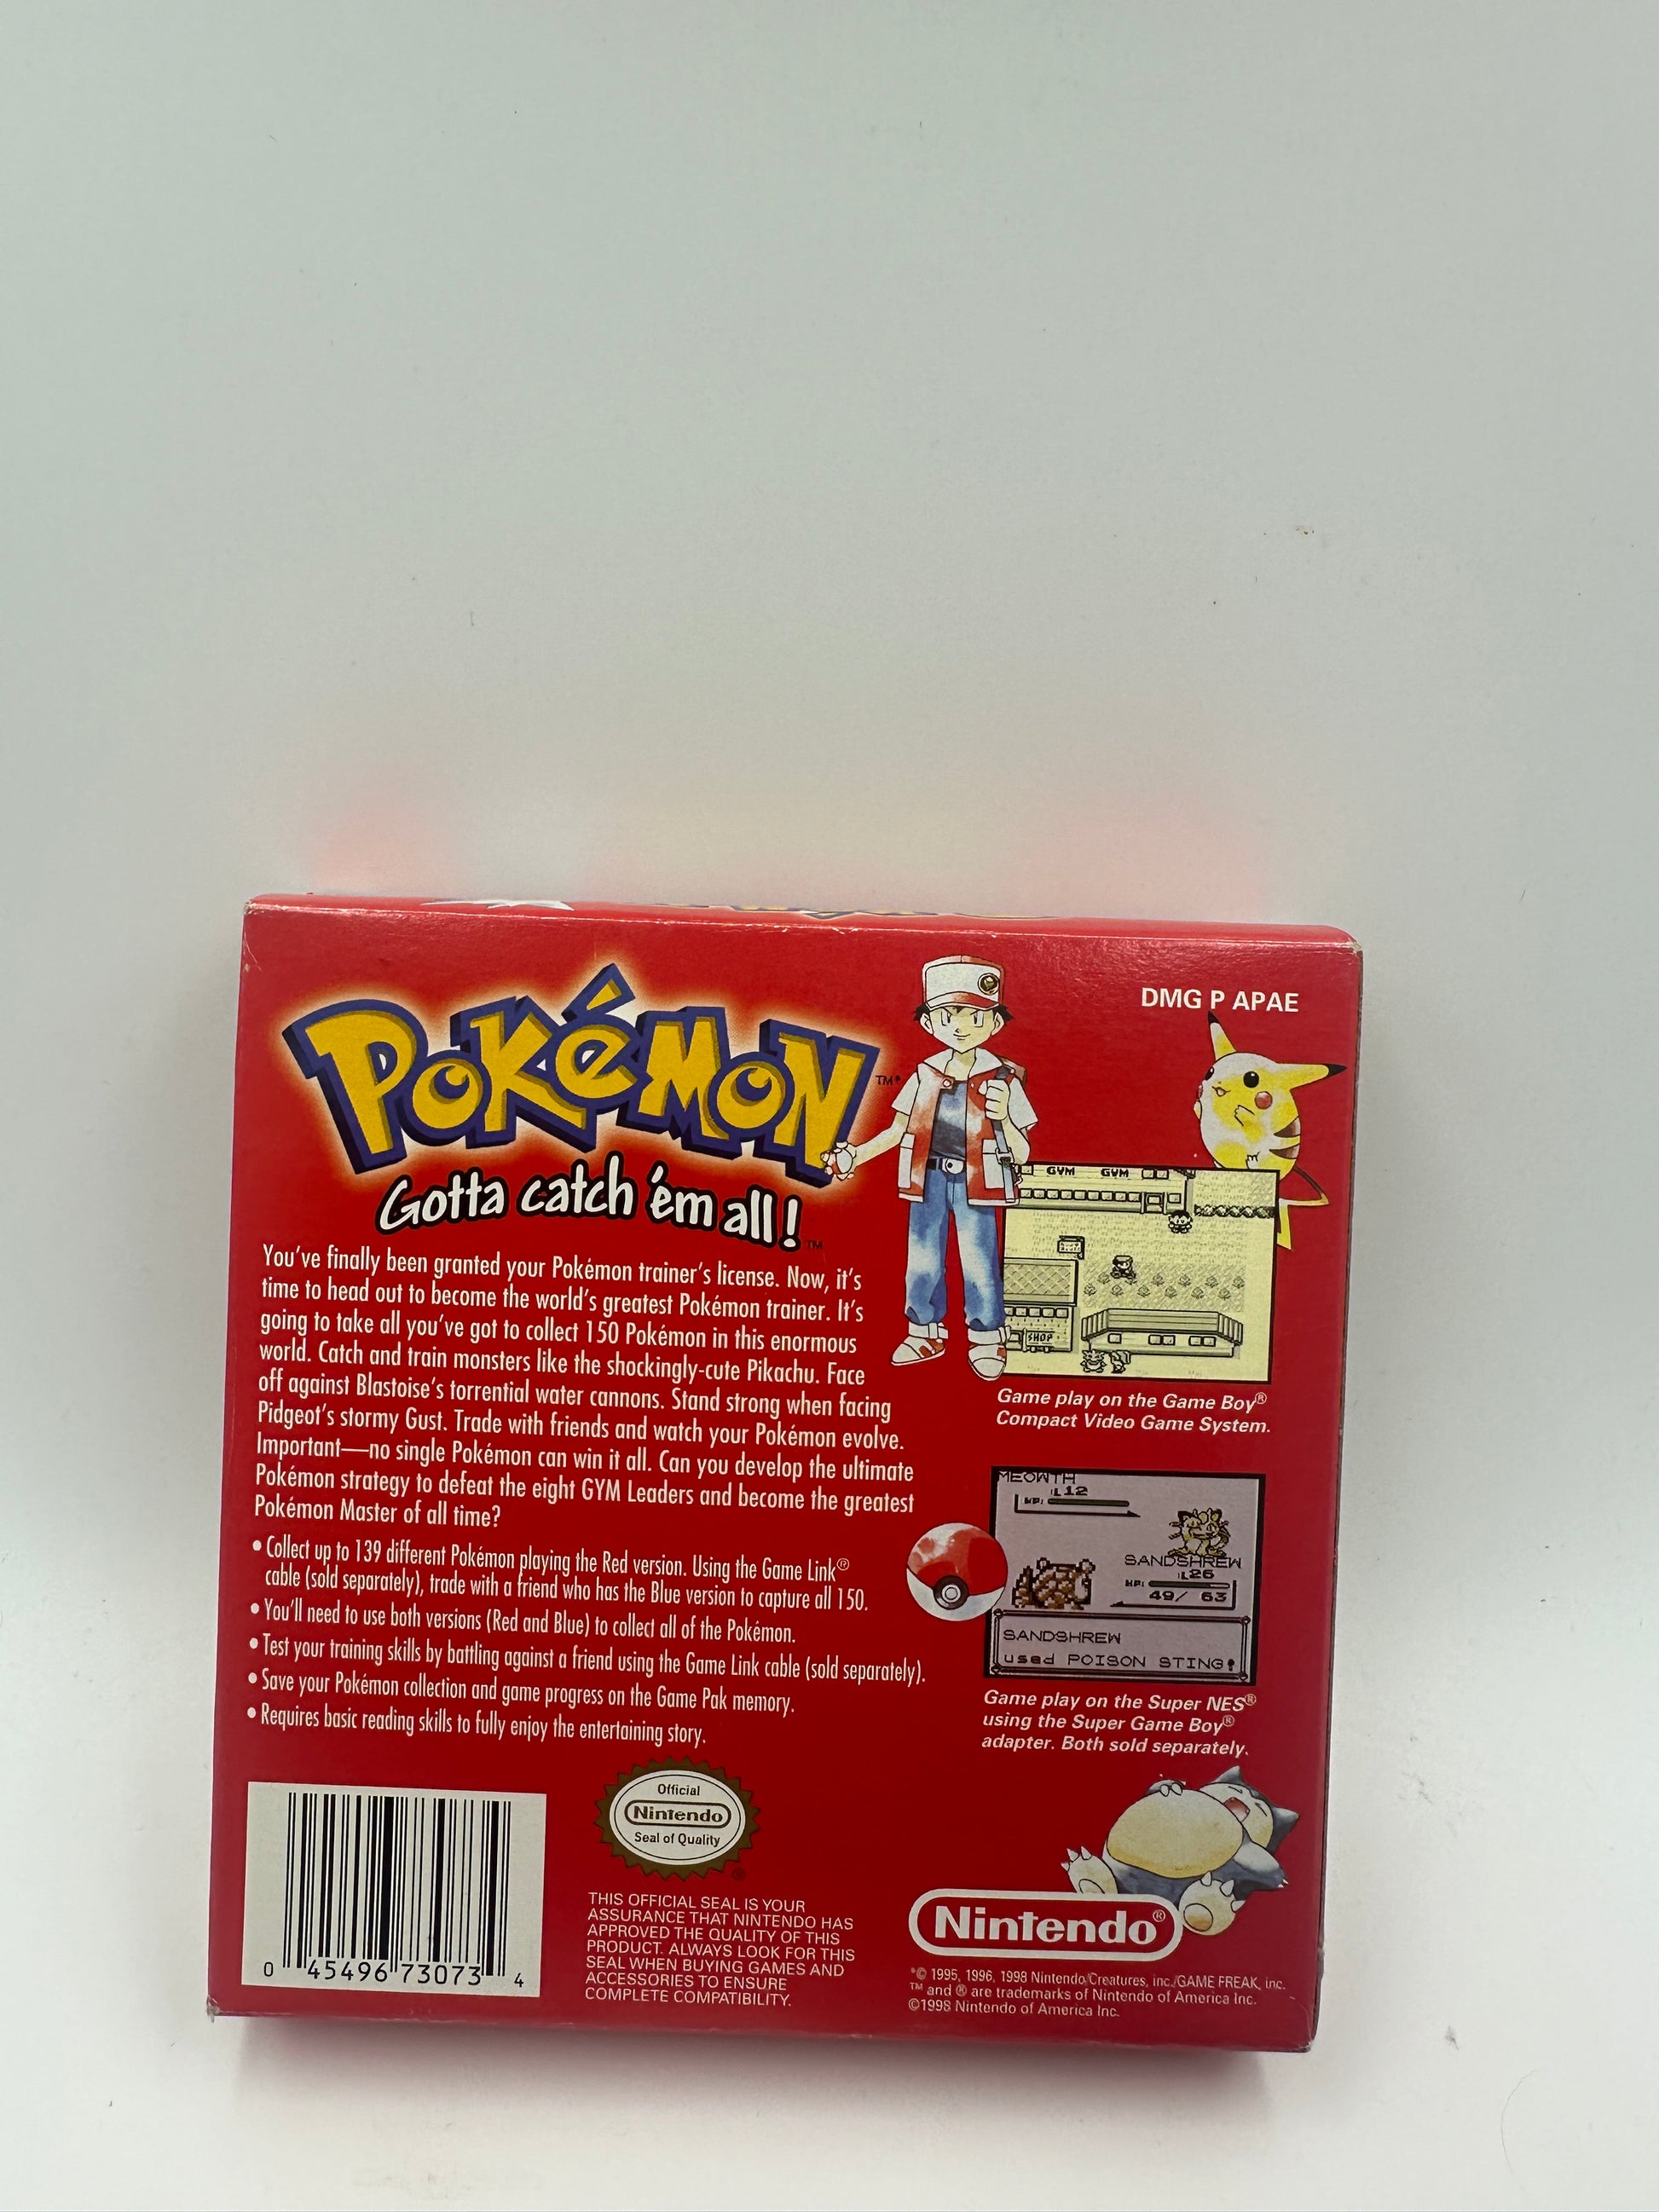 DMG P APAE
POKéMON ™*
Gotta catch 'em all! ™
You've finally been granted your Pokémon trainer's license. Now, it's
time to head out to become the world's greatest Pokémon trainer. It's
going to take all you've got to collect 150 Pokémon in this enormous
world. Catch and train monsters like the shockingly-cute Pikachu. Face
off against Blastoise's torrential water cannons. Stand strong when facing
Pidgeot's stormy Gust. Trade with friends and watch your Pokémon evolve.
Important—no single Pokémon can win it all. Can you develop the ultimate
Pokémon strategy to defeat the eight GYM Leaders and become the greatest
Pokémon Master of all time?
• Collect up to 139 different Pokémon playing the Red version. Using the Game Link®
cable (sold separately), trade with a friend who has the Blue version to capture all 150.
• You'll need to use both versions (Red and Blue) to collect all of the Pokémon.
• Test your training skills by battling against a friend using the Game Link cable (sold separately).
• Save your Pokémon collection and game progress on the Game Pak memory.
• Requires basic reading skills to fully enjoy the entertaining story.
GYM GYM
SHOP
Game play on the Game Boy®
Compact Video Game System.
MEOWTH
:L12
HP:
SANDSHREW
:L26
HP:
49/ 63
SANDSHREW
used POISON STING!
Game play on the Super NES®
using the Super Game Boy®
adapter. Both sold separately.
0 45496 73073 4
Official
Nintendo
Seal of Quality
®
THIS OFFICIAL SEAL IS YOUR
ASSURANCE THAT NINTENDO HAS
APPROVED THE QUALITY OF THIS
PRODUCT. ALWAYS LOOK FOR THIS
SEAL WHEN BUYING GAMES AND
ACCESSORIES TO ENSURE
COMPLETE COMPATIBILITY.
Nintendo®
*© 1995, 1996, 1998 Nintendo/Creatures, inc./GAME FREAK, inc.
™ and ® are trademarks of Nintendo of America Inc.
©1998 Nintendo of America Inc.